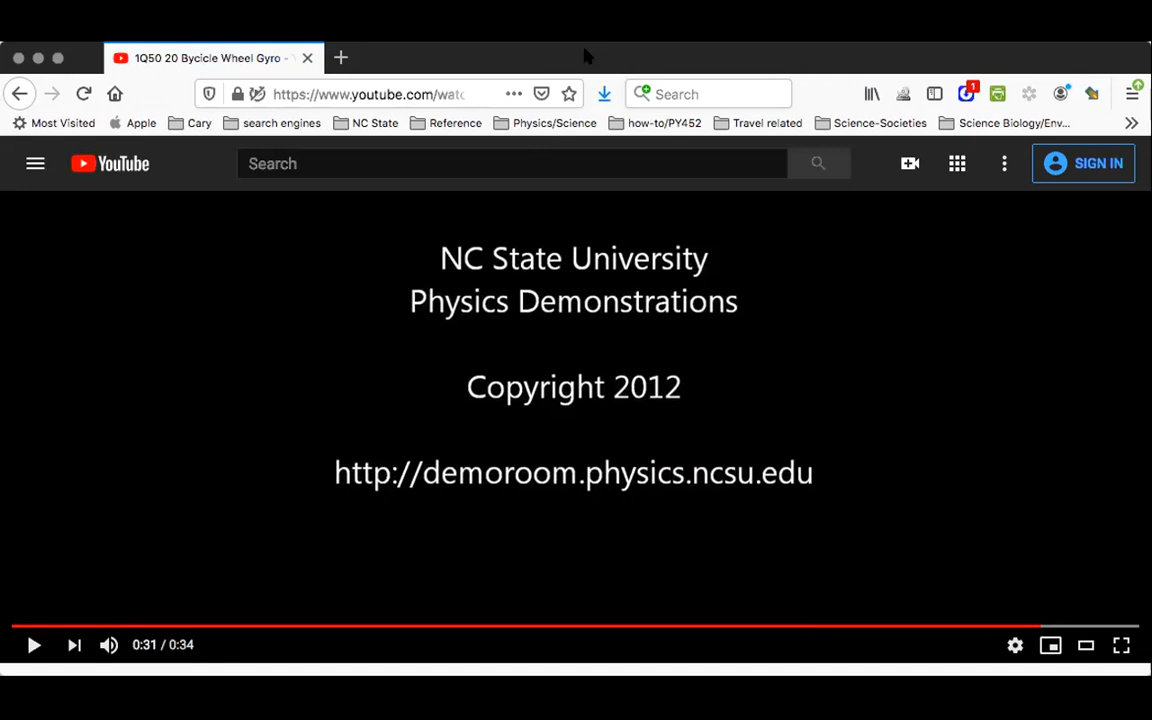 1Q50 20 Bycicle Wheel Gyro -
https://www.youtube.com/wat
Search
1
Most Visited
Apple
Cary
search engines
NC State
Reference
Physics/Science
how-to/PY452
Travel related
Science-Societies
Science Biology/Env...
YouTube
Search
SIGN IN
NC State University
Physics Demonstrations
Copyright 2012
http://demoroom.physics.ncsu.edu
0:31 / 0:34